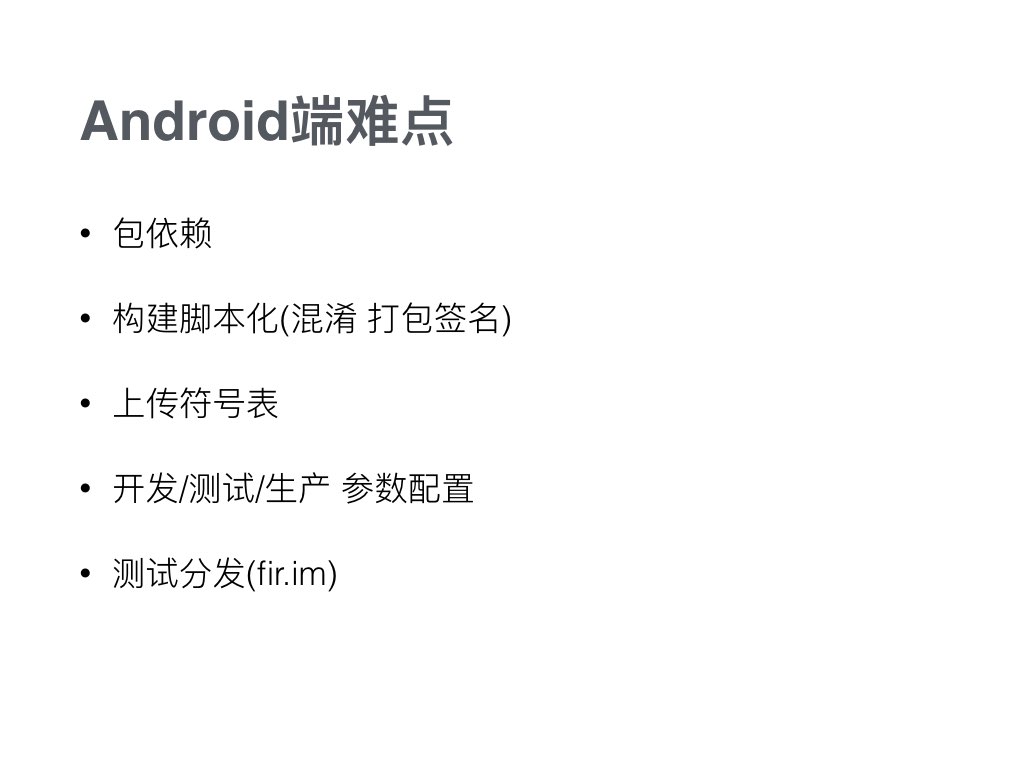 Android端难点
• 包依赖
• 构建脚本化(混淆 打包签名)
• 上传符号表
• 开发/测试/生产 参数配置
• 测试分发(fir.im)